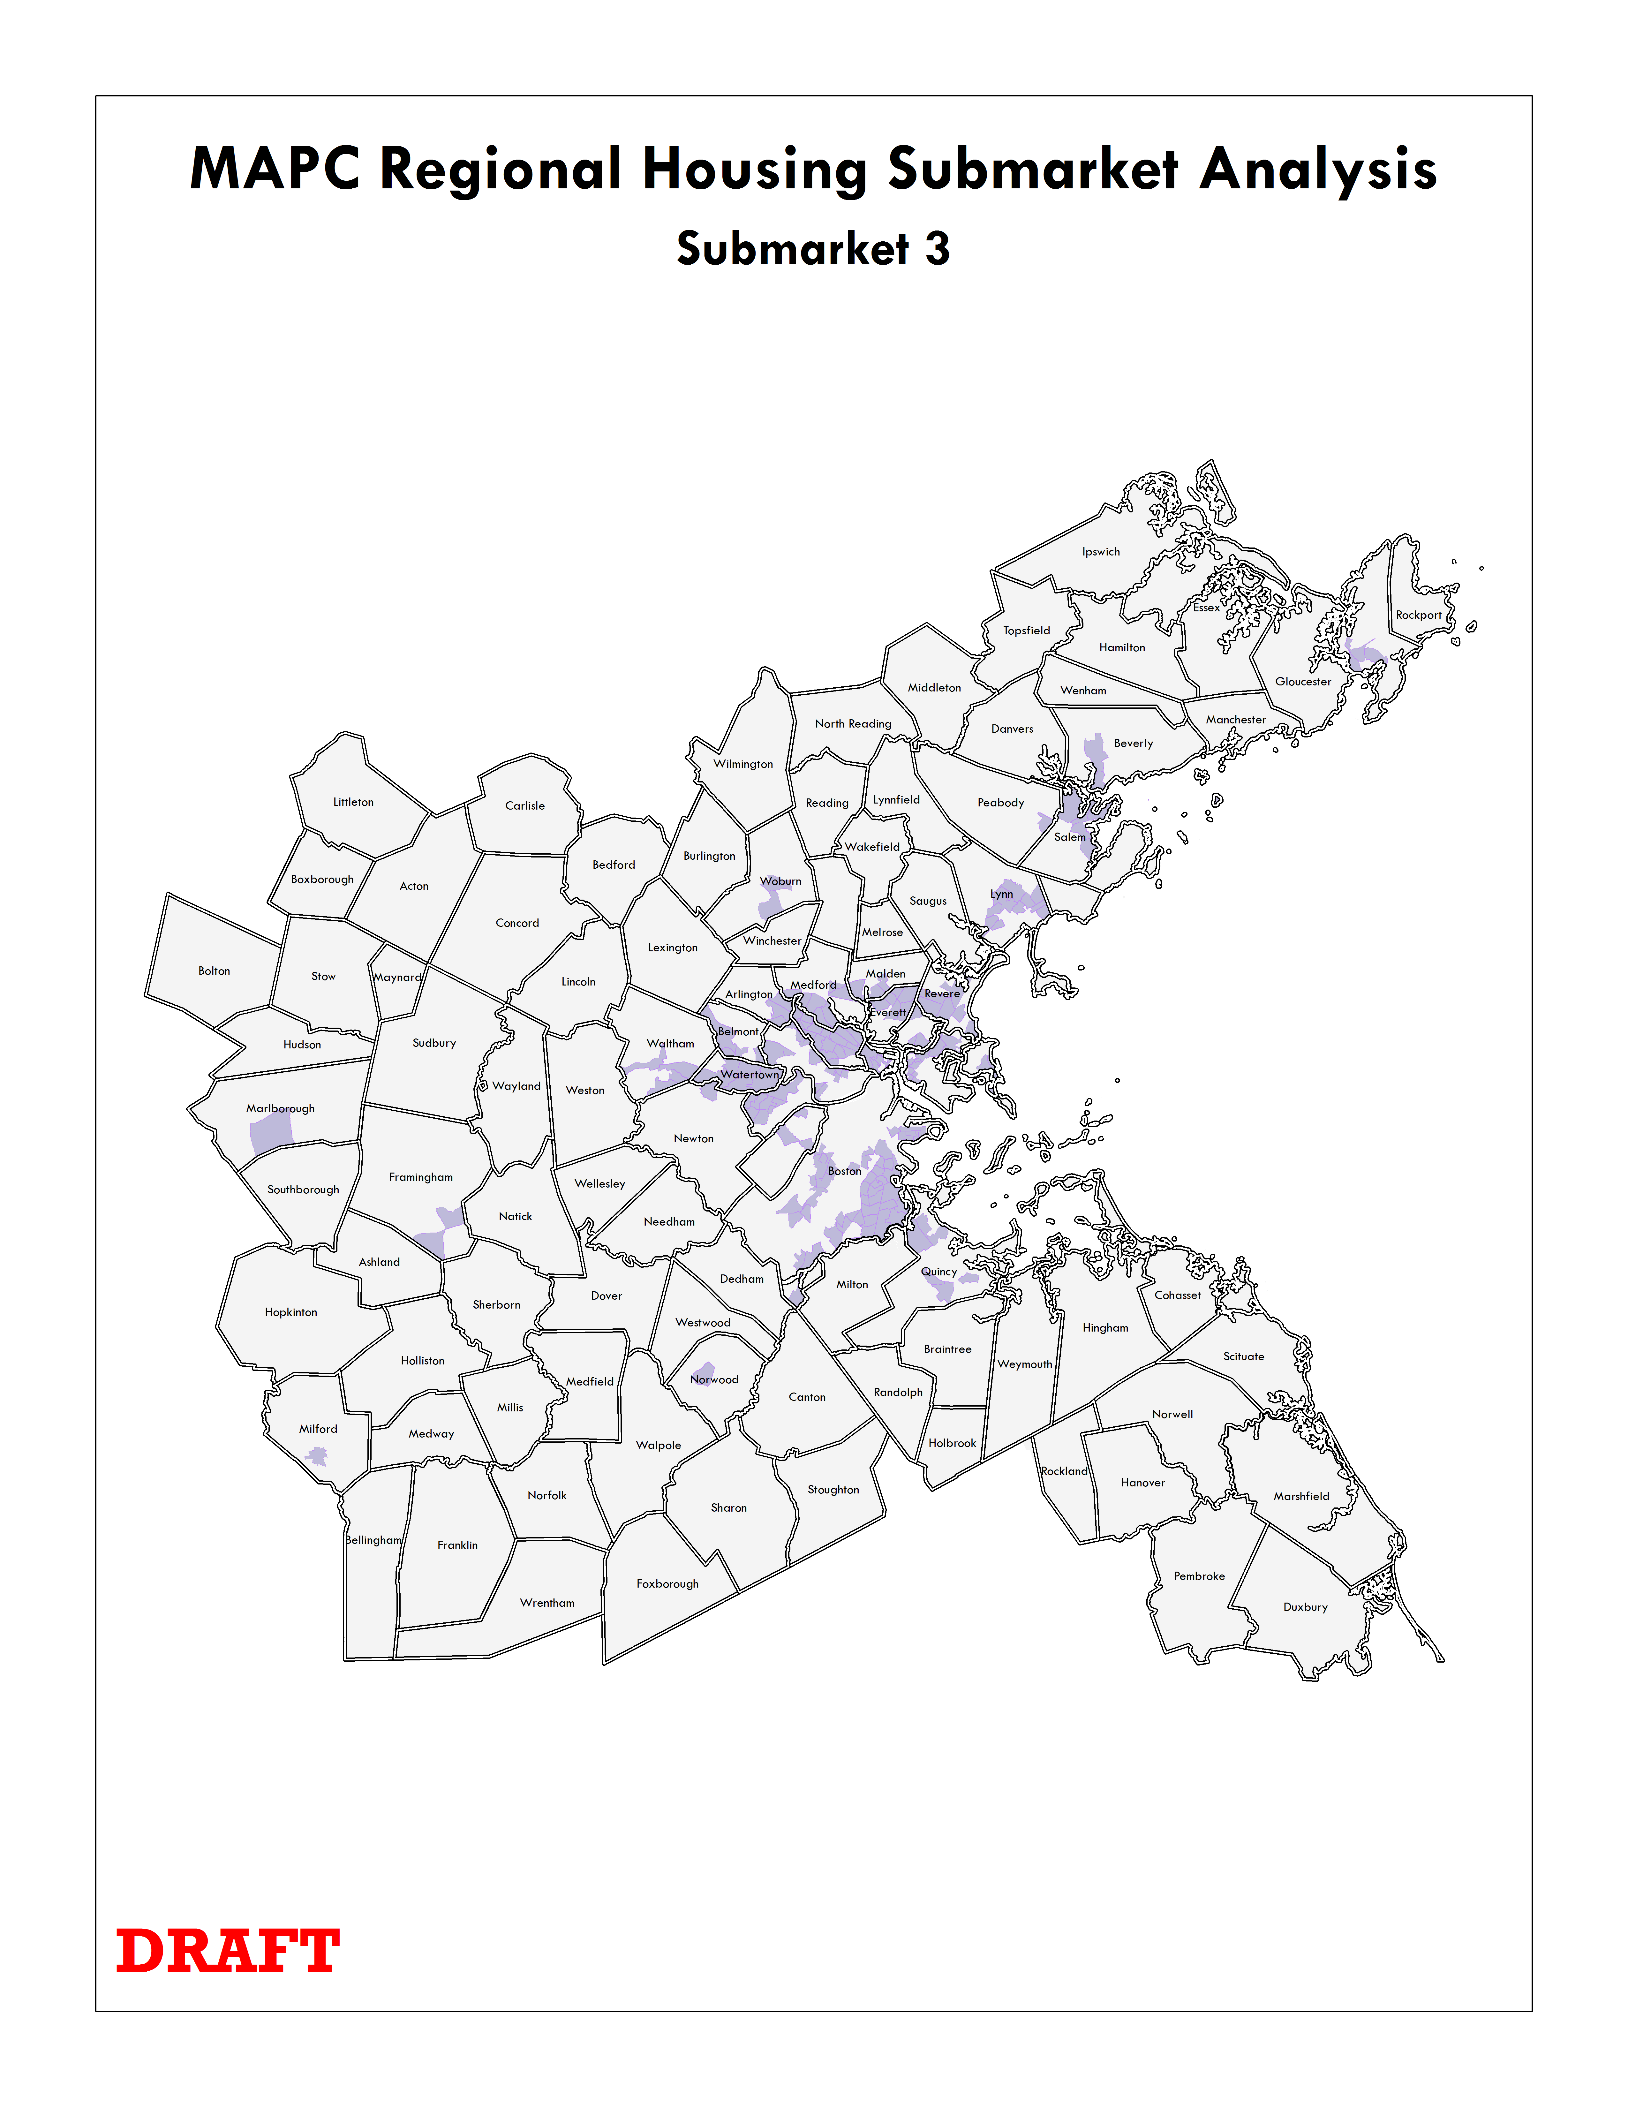 MAPC Regional Housing Submarket Analysis
Submarket 3
Ipswich
Essex
Rockport
Topsfield
Hamilton
Gloucester
Middleton
Wenham
Manchester
North Reading
Danvers
Beverly
Wilmington
Littleton
Carlisle
Reading
Lynnfield
Peabody
Salem
Wakefield
Burlington
Bedford
Boxborough
Acton
Woburn
Lynn
Saugus
Concord
Melrose
Winchester
Lexington
Bolton
Stow
Maynard
Lincoln
Malden
Medford
Arlington
Revere
Everett
Belmont
Hudson
Sudbury
Waltham
Watertown
Wayland
Weston
Marlborough
Newton
Boston
Framingham
Wellesley
Southborough
Natick
Needham
Ashland
Quincy
Dedham
Milton
Dover
Cohasset
Sherborn
Hopkinton
Westwood
Hingham
Braintree
Scituate
Holliston
Weymouth
Medfield
Norwood
Randolph
Canton
Millis
Norwell
Milford
Medway
Walpole
Holbrook
Rockland
Hanover
Stoughton
Norfolk
Marshfield
Sharon
Bellingham
Franklin
Pembroke
Foxborough
Wrentham
Duxbury
DRAFT